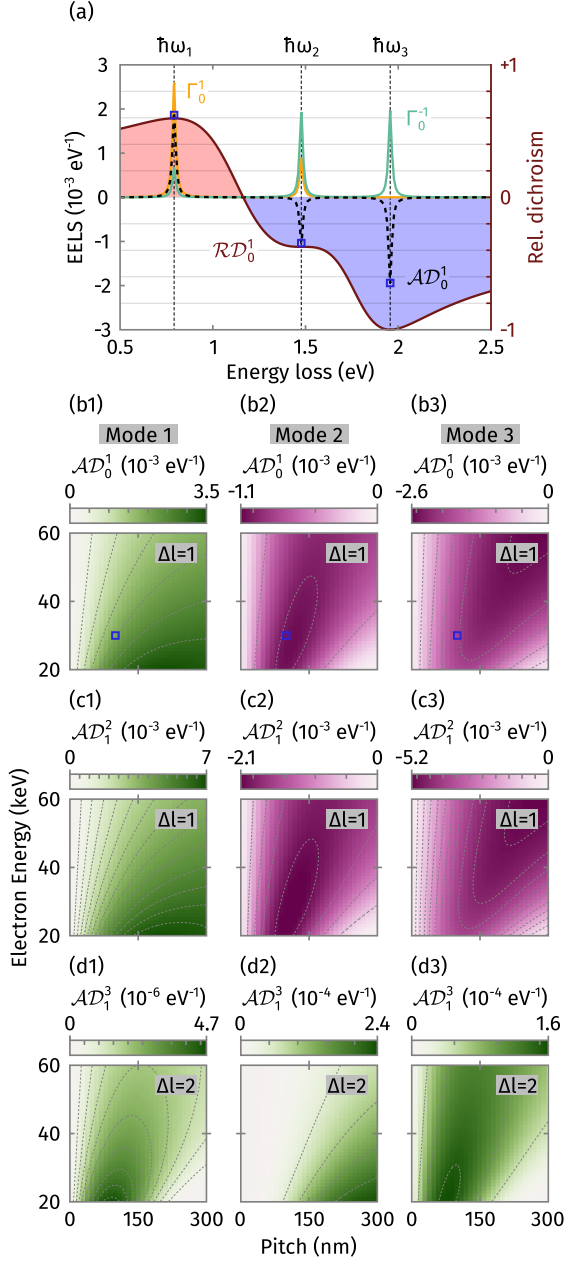 (a)
ħω₁ ħω₂ ħω₃
3 +1
2
1
0 0
-1
-2
-3 -1
EELS (10⁻³ eV⁻¹)
Rel. dichroism
Γ₀¹
Γ₀⁻¹
ℛ𝒟₀¹
𝒜𝒟₀¹
0.5 1 1.5 2 2.5
Energy loss (eV)
(b1) (b2) (b3)
Mode 1 Mode 2 Mode 3
𝒜𝒟₀¹ (10⁻³ eV⁻¹) 𝒜𝒟₀¹ (10⁻³ eV⁻¹) 𝒜𝒟₀¹ (10⁻³ eV⁻¹)
0 3.5 -1.1 0 -2.6 0
60 Δl=1 Δl=1 Δl=1
40
20
(c1) (c2) (c3)
𝒜𝒟₁² (10⁻³ eV⁻¹) 𝒜𝒟₁² (10⁻³ eV⁻¹) 𝒜𝒟₁² (10⁻³ eV⁻¹)
0 7 -2.1 0 -5.2 0
60 Δl=1 Δl=1 Δl=1
40
20
Electron Energy (keV)
(d1) (d2) (d3)
𝒜𝒟₁³ (10⁻⁶ eV⁻¹) 𝒜𝒟₁³ (10⁻⁴ eV⁻¹) 𝒜𝒟₁³ (10⁻⁴ eV⁻¹)
0 4.7 0 2.4 0 1.6
60 Δl=2 Δl=2 Δl=2
40
20
0 150 300 0 150 300 0 150 300
Pitch (nm)